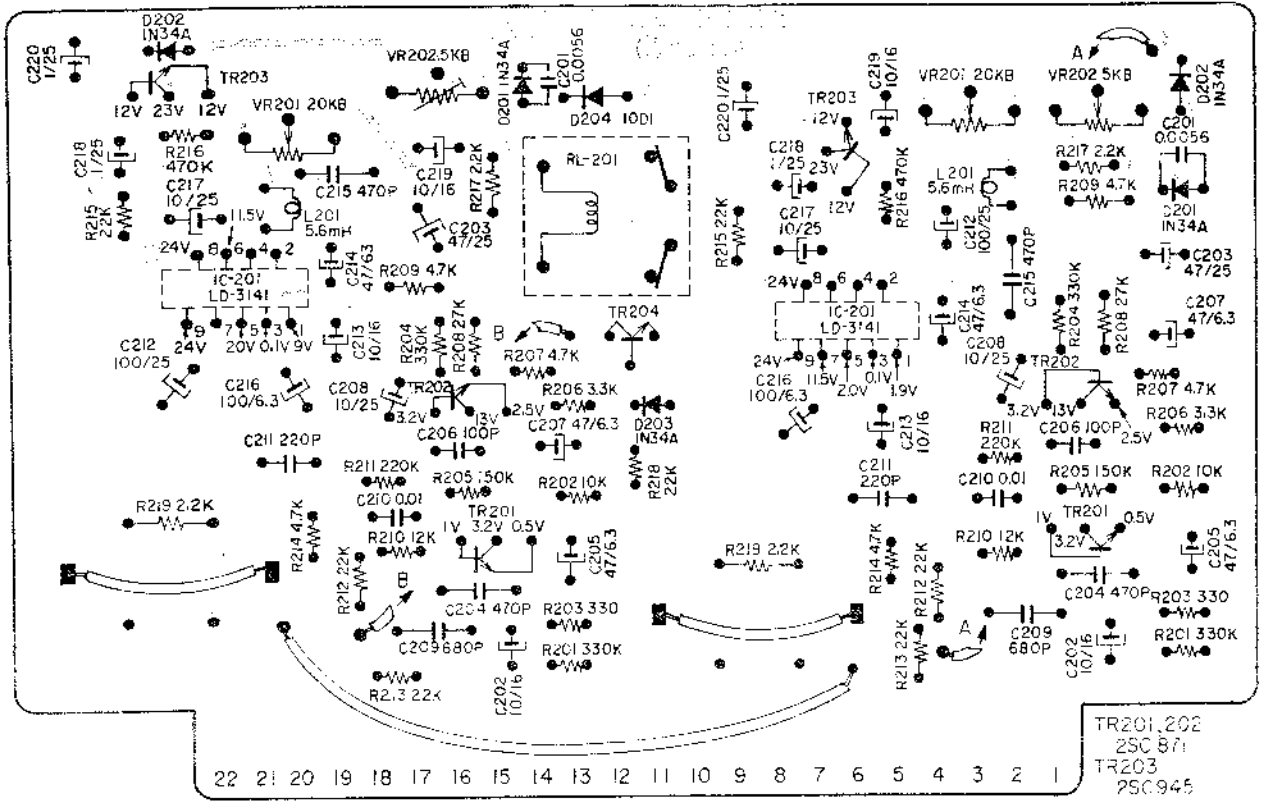 D202
1N34A
C220
1/25
TR203
12V 23V 12V
VR201 20KB
VR202.5KB
D201 1N34A
C201
0.0056
D204 10D1
C220 1/25
C219
10/16
TR203
12V
23V
12V
VR201 20KB
A
VR202.5KB
D202
1N34A
C201
0.0056
C218
1/25
R216
470K
C217
10/25
R215
22K
C215 470P
L201
5.6mH
11.5V
C219
10/16
R217 2.2K
C203
47/25
RL-201
C218
1/25
C217
10/25
R215 22K
R216 470K
L201
5.6mH
C212
100/25
R217 2.2K
R209 4.7K
C201
1N34A
C203
47/25
24V 8 6 4 2
IC-201
LD-3141
9 7 5 3 1
24V 20V 0.1V 9V
C214
47/63
R209 4.7K
C213
10/16
R204
330K
R208 27K
B
TR204
24V 8 6 4 2
IC-201
LD-3141
24V 9 7 5 3 1
11.5V 2.0V 0.1V 1.9V
C214
47/6.3
C215 470P
R204 330K
R208 27K
C207
47/6.3
C212
100/25
C216
100/6.3
C208
10/25
TR202
3.2V 13V 2.8V
R207 4.7K
R206 3.3K
C207 47/6.3
D203
1N34A
C216
100/6.3
C213
10/16
C208
10/25
TR202
3.2V 13V 2.5V
R207 4.7K
R206 3.3K
C211 220P
C206 100P
R211 220K
R205 150K
R202 10K
R218
22K
C211
220P
R211
220K
C206 100P
R205 150K
R202 10K
R219 2.2K
R214 4.7K
C210 0.01
R210 12K
TR201
1V 3.2V 0.5V
C205
47/6.3
R219 2.2K
R214 4.7K
C210 0.01
R210 12K
TR201
1V 3.2V 0.5V
C205
47/6.3
R212 22K
B
C204 470P
R203 330
C209 680P
R201 330K
C202
10/16
R213 22K
R212 22K
R213 22K
A
C204 470P
C209
680P
C202
10/16
R203 330
R201 330K
TR201,202
2SC871
TR203
2SC945
22 21 20 19 18 17 16 15 14 13 12 11 10 9 8 7 6 5 4 3 2 1